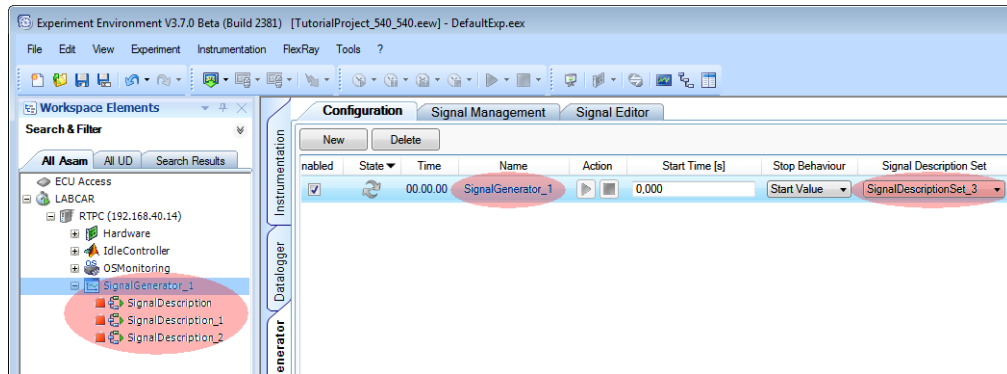 Experiment Environment V3.7.0 Beta (Build 2381) [TutorialProject_540_540.eew] - DefaultExp.eex
File Edit View Experiment Instrumentation FlexRay Tools ?
Workspace Elements
Search & Filter
All Asam All UD Search Results
ECU Access
LABCAR
RTPC (192.168.40.14)
Hardware
IdleController
OS OSMonitoring
SignalGenerator_1
SignalDescription
SignalDescription_1
SignalDescription_2
Instrumentation
Datalogger
enerator
Configuration Signal Management Signal Editor
New Delete
nabled State Time Name Action Start Time [s] Stop Behaviour Signal Description Set
00.00.00 SignalGenerator_1 0,000 Start Value SignalDescriptionSet_3